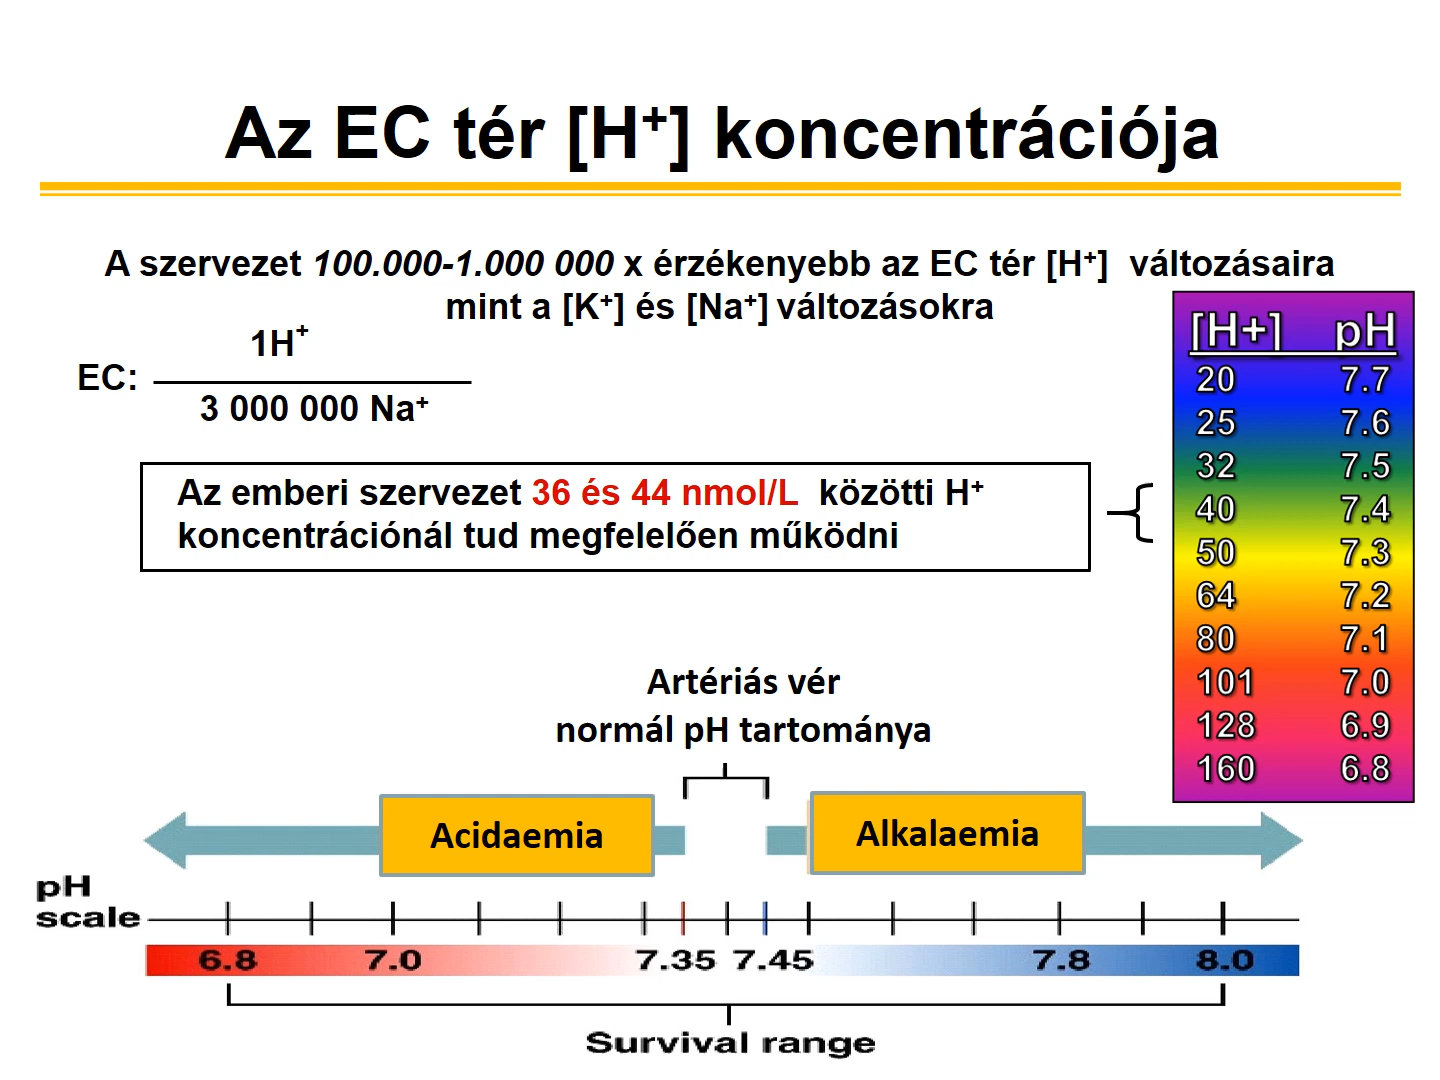 Az EC tér [H⁺] koncentrációja
A szervezet 100.000-1.000 000 x érzékenyebb az EC tér [H⁺] változásaira
mint a [K⁺] és [Na⁺] változásokra
1H⁺
EC:
3 000 000 Na⁺
Az emberi szervezet 36 és 44 nmol/L közötti H⁺
koncentrációnál tud megfelelően működni
[H+] pH
20 7.7
25 7.6
32 7.5
40 7.4
50 7.3
64 7.2
80 7.1
101 7.0
128 6.9
160 6.8
Artériás vér
normál pH tartománya
Acidaemia Alkalaemia
pH
scale
6.8 7.0 7.35 7.45 7.8 8.0
Survival range